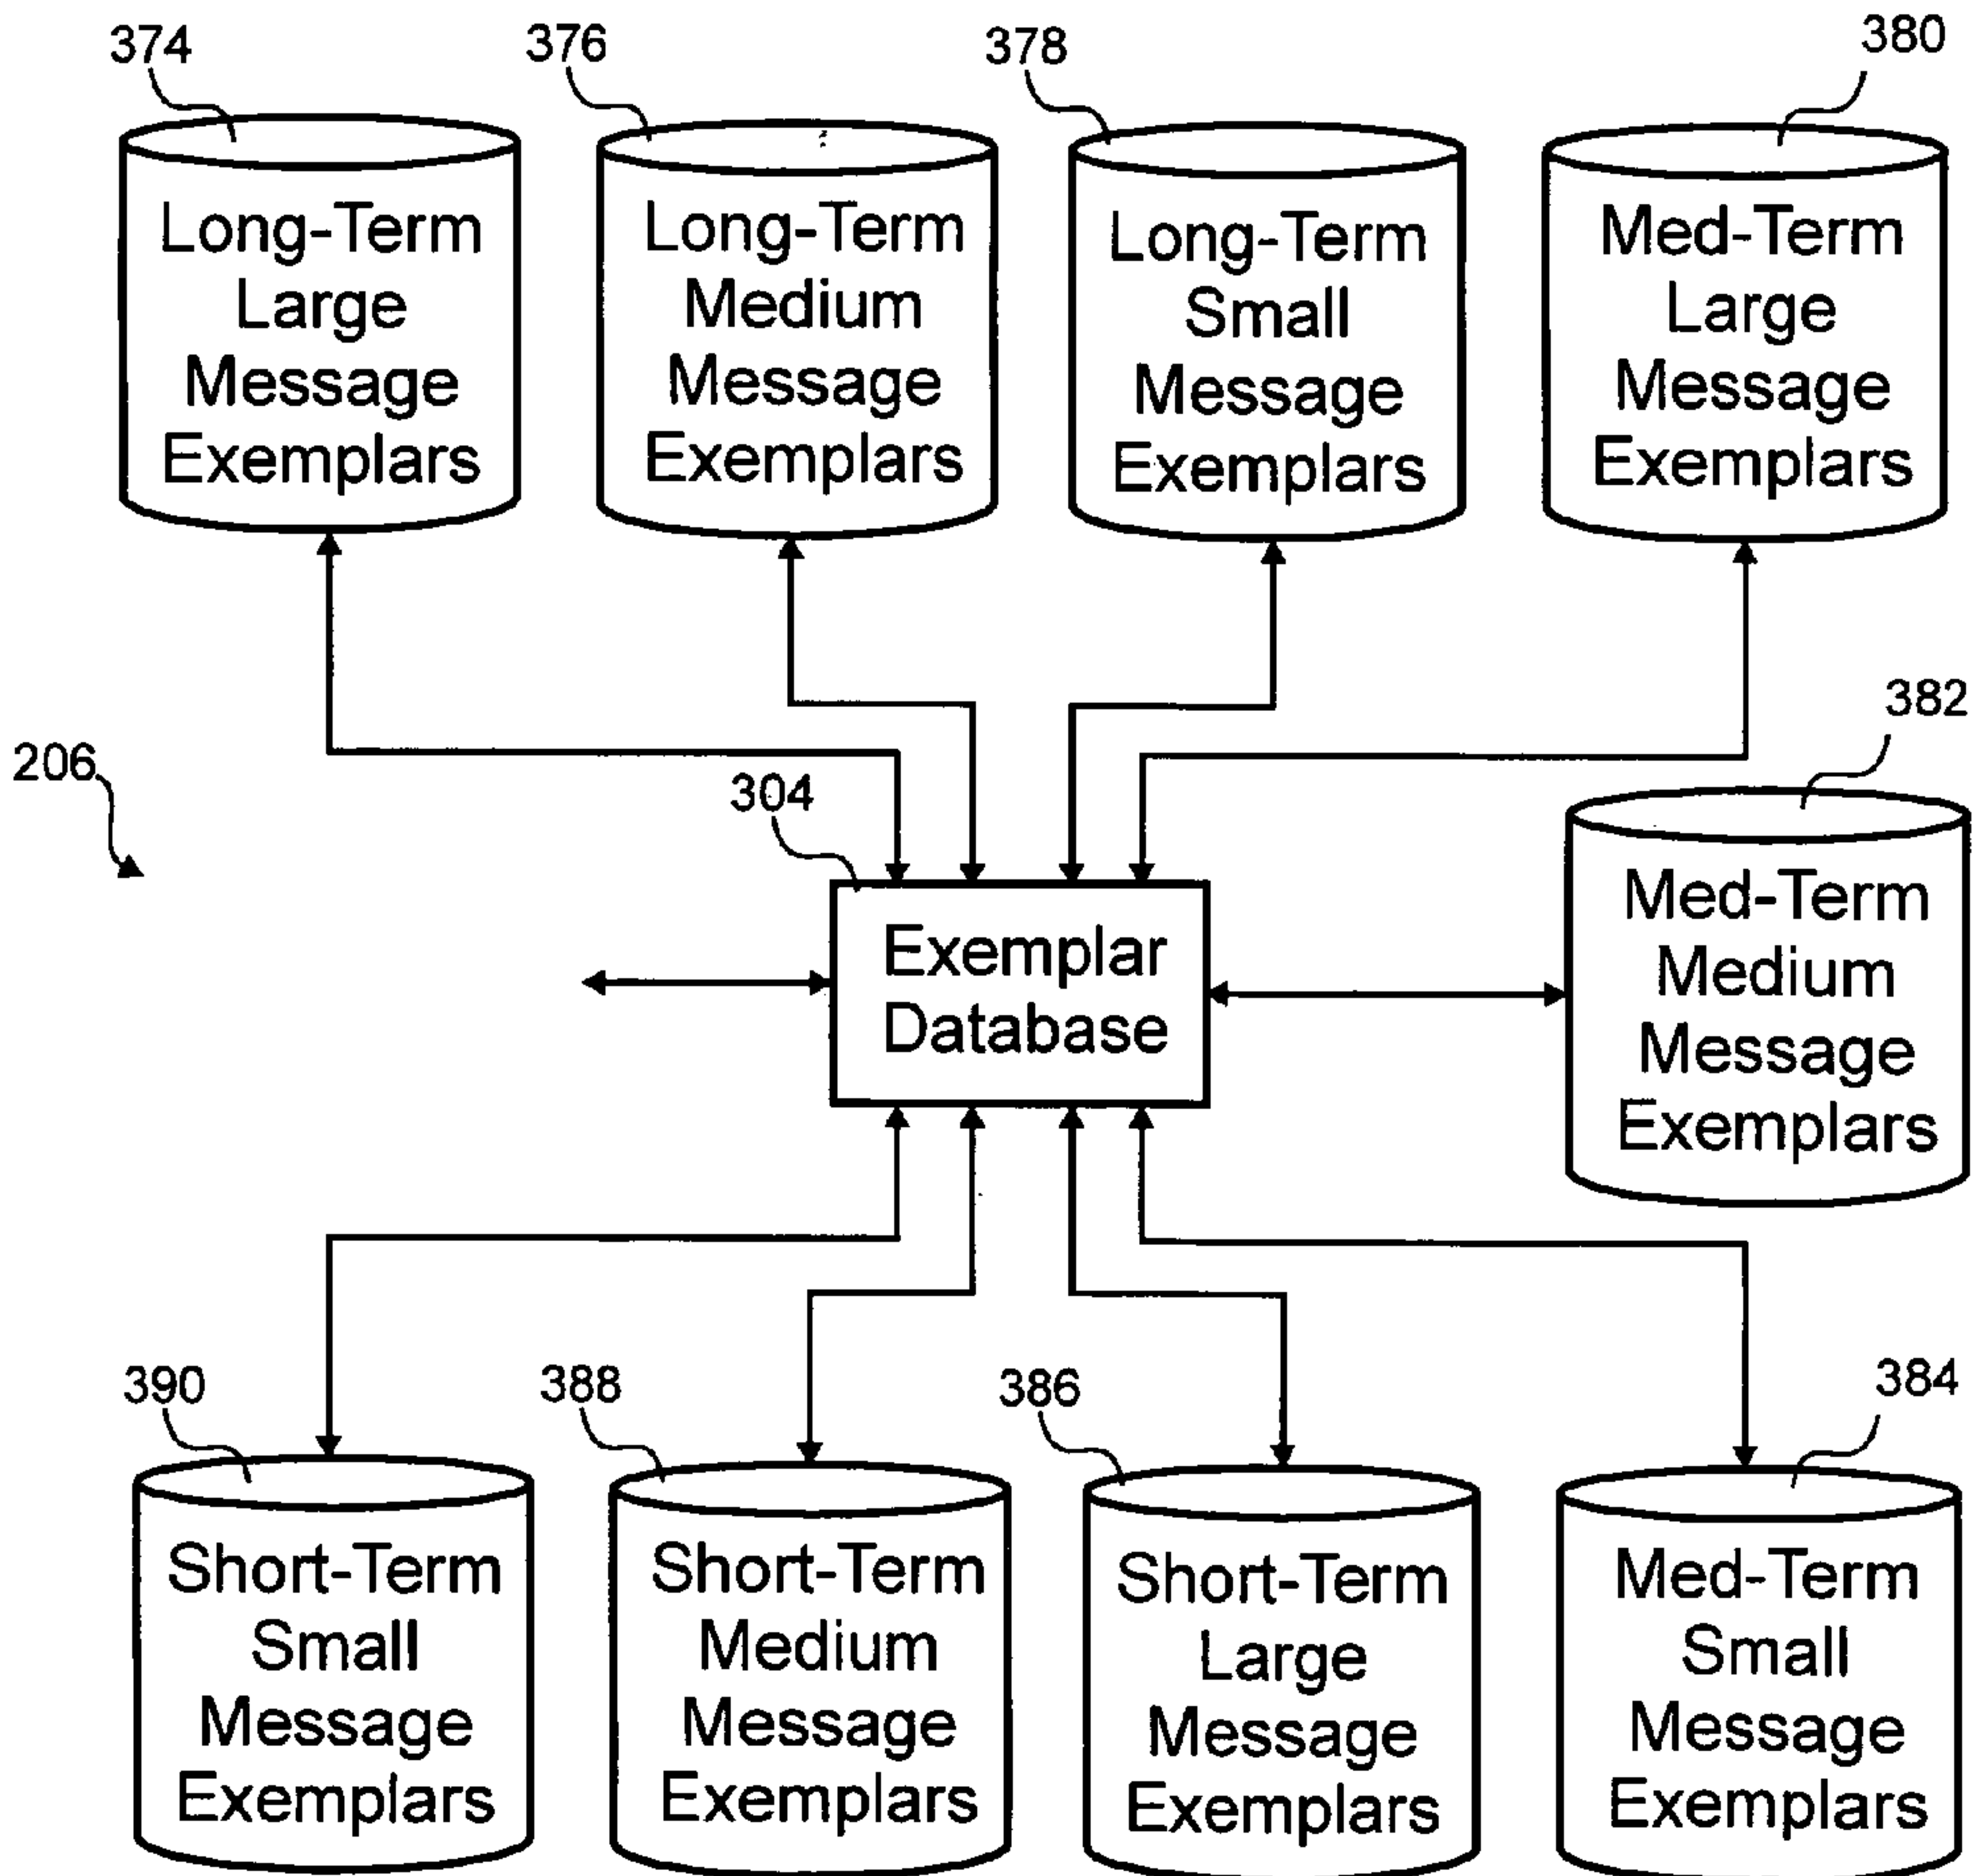 374
376
378
380
Long-Term
Large
Message
Exemplars
Long-Term
Medium
Message
Exemplars
Long-Term
Small
Message
Exemplars
Med-Term
Large
Message
Exemplars
206
304
382
Exemplar
Database
Med-Term
Medium
Message
Exemplars
390
388
386
384
Short-Term
Small
Message
Exemplars
Short-Term
Medium
Message
Exemplars
Short-Term
Large
Message
Exemplars
Med-Term
Small
Message
Exemplars